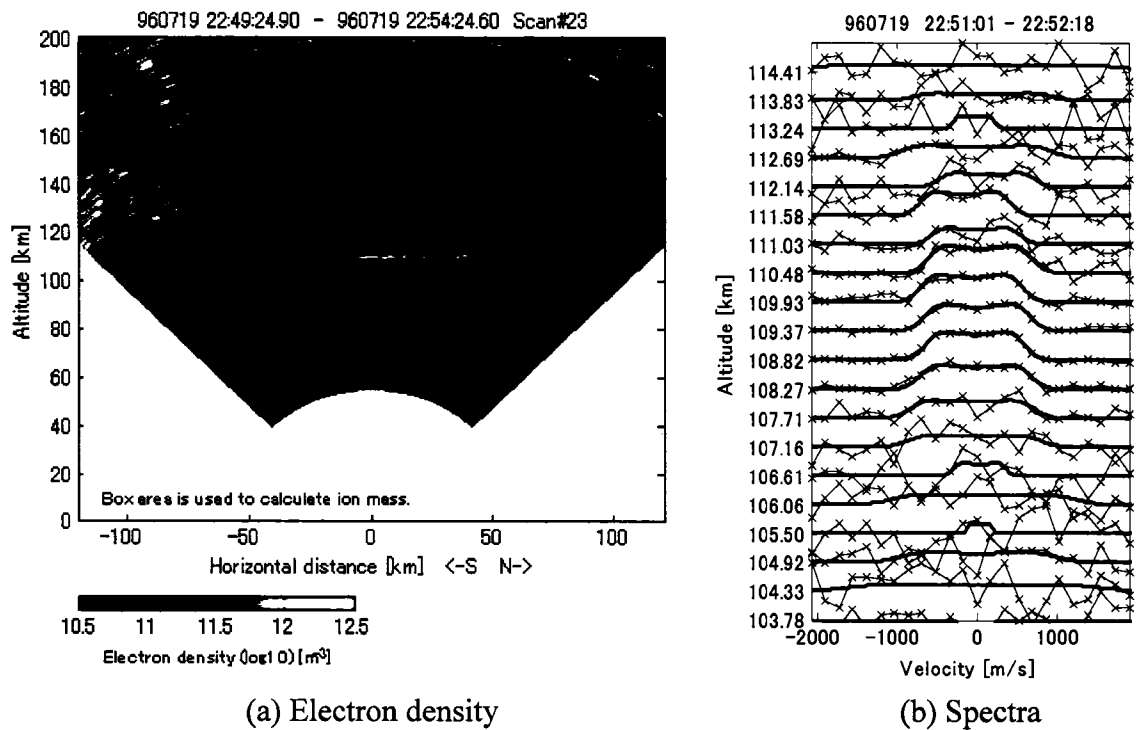 960719 22:49:24.90 - 960719 22:54:24.60 Scan#23
200
180
160
140
120
100
80
60
40
20
0
Altitude [km]
Box area is used to calculate ion mass.
-100 -50 0 50 100
Horizontal distance [km] <-S N->
10.5 11 11.5 12 12.5
Electron density (log10) [m-3]
(a) Electron density
960719 22:51:01 - 22:52:18
114.41
113.83
113.24
112.69
112.14
111.58
111.03
110.48
109.93
109.37
108.82
108.27
107.71
107.16
106.61
106.06
105.50
104.92
104.33
103.78
Altitude [km]
-2000 -1000 0 1000
Velocity [m/s]
(b) Spectra